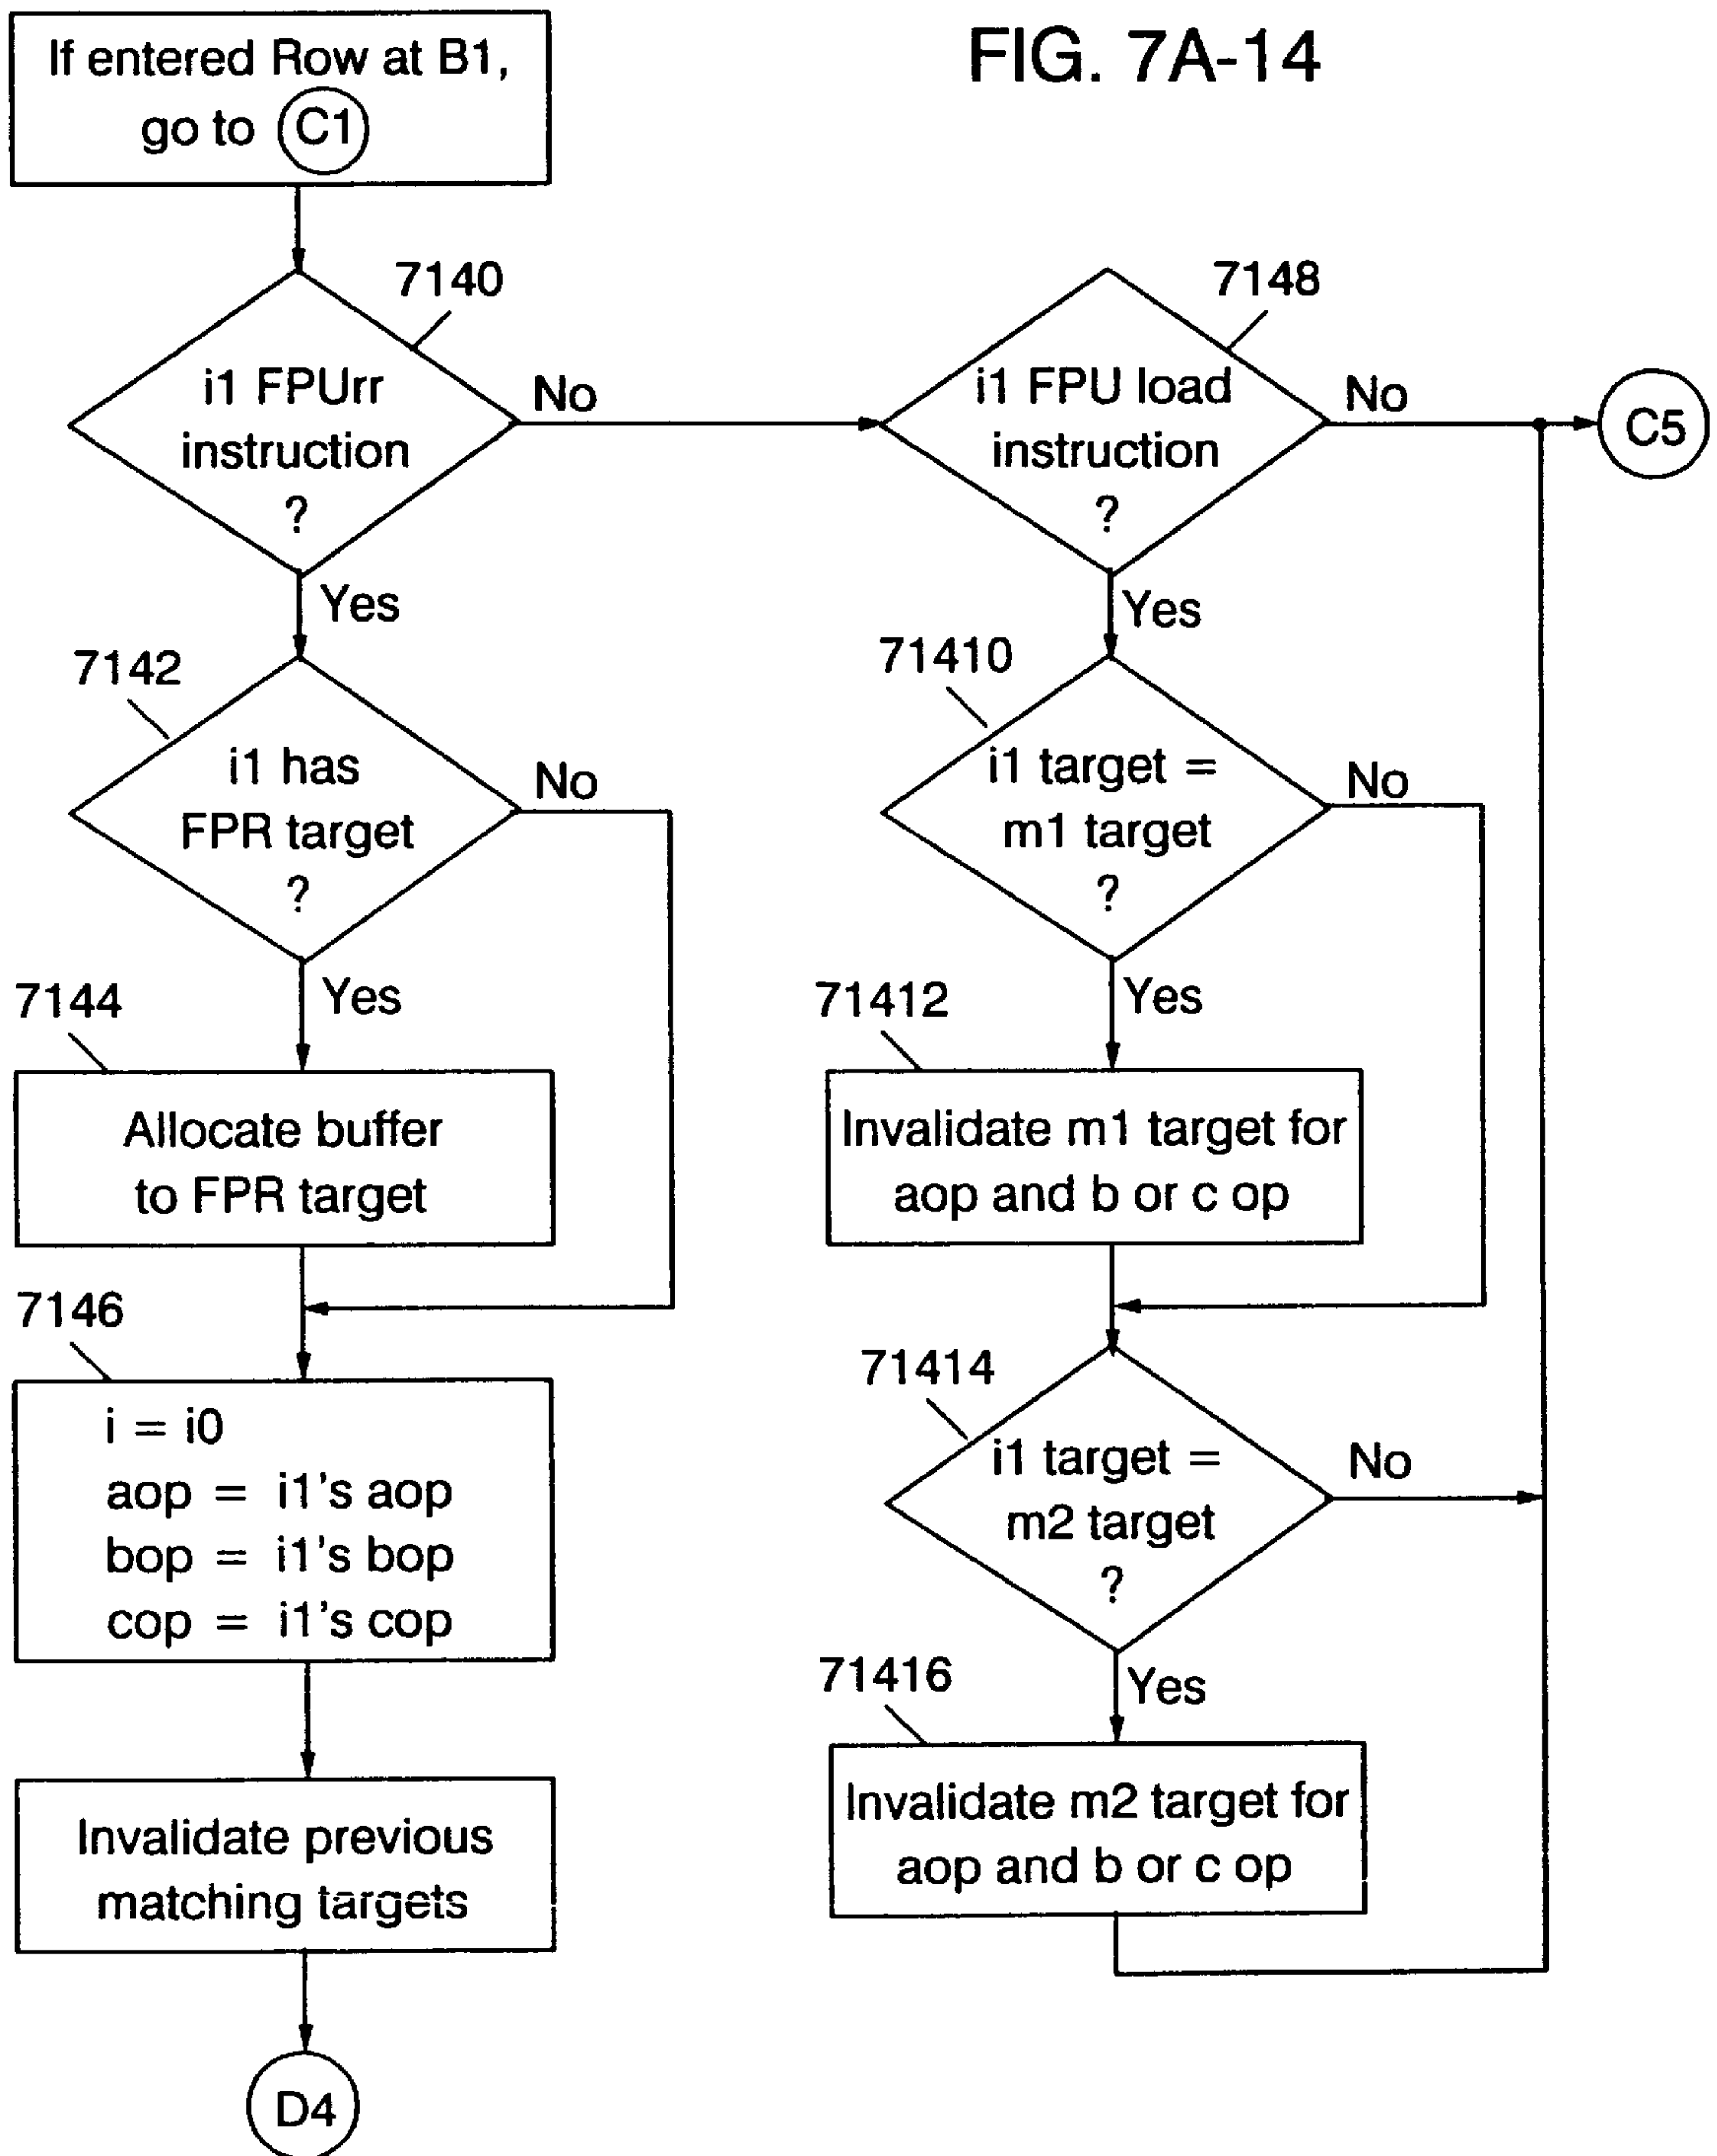 FIG. 7A-14
If entered Row at B1,
go to C1
7140
i1 FPUrr
instruction
?
No
Yes
7148
i1 FPU load
instruction
?
No
C5
Yes
7142
i1 has
FPR target
?
No
Yes
7144
Allocate buffer
to FPR target
7146
i = i0
aop = i1's aop
bop = i1's bop
cop = i1's cop
Invalidate previous
matching targets
D4
71410
i1 target =
m1 target
?
No
Yes
71412
Invalidate m1 target for
aop and b or c op
71414
i1 target =
m2 target
?
No
Yes
71416
Invalidate m2 target for
aop and b or c op